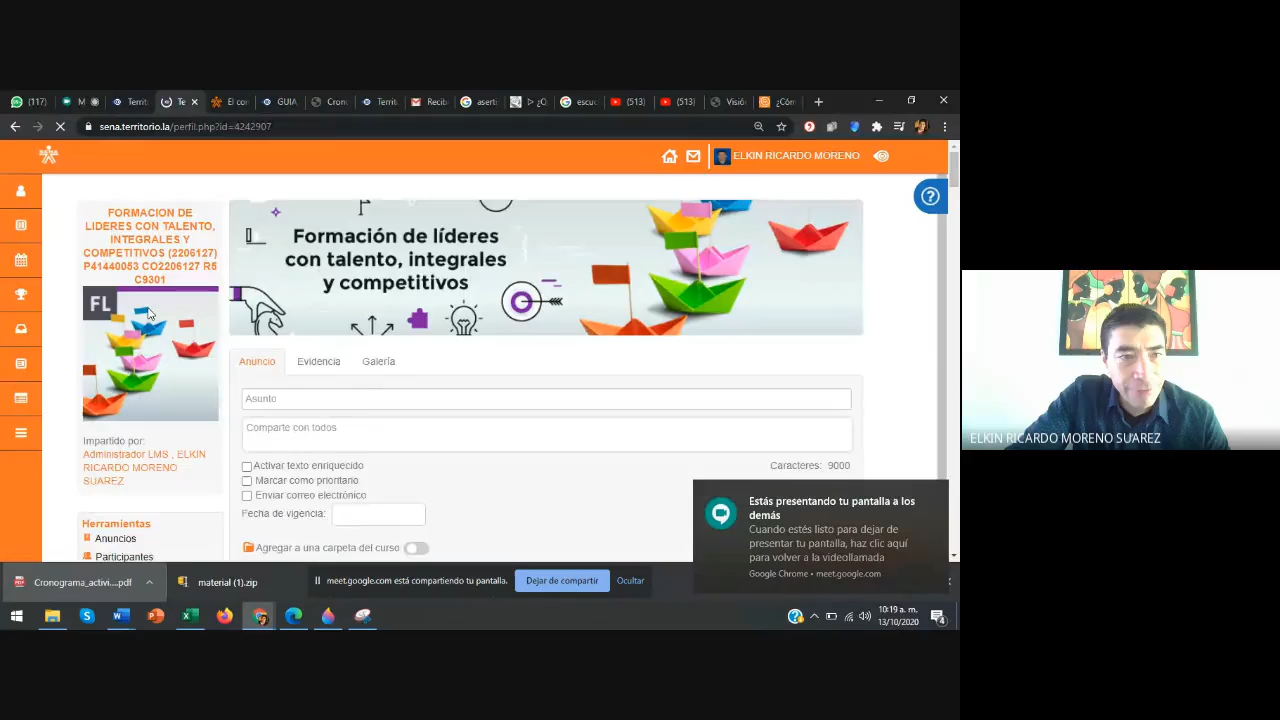 (117)
M
Territ
Te
El con
GUIA
Cron
Territ
Recib
aserti
escuc
(513)
(513)
Visió
¿Cóm
sena.territorio.la/perfil.php?id=4242907
SENA
ELKIN RICARDO MORENO
FORMACION DE
LIDERES CON TALENTO,
INTEGRALES Y
COMPETITIVOS (2206127)
P41440053 CO2206127 R5
C9301
FL
Impartido por:
Administrador LMS , ELKIN
RICARDO MORENO
SUAREZ
Herramientas
Anuncios
Participantes
Formación de líderes
con talento, integrales
y competitivos
Anuncio
Evidencia
Galería
Asunto
Comparte con todos
Activar texto enriquecido
Caracteres: 9000
Marcar como prioritario
Enviar correo electrónico
Fecha de vigencia:
Agregar a una carpeta del curso
Estás presentando tu pantalla a los
demás
Cuando estés listo para dejar de
presentar tu pantalla, haz clic aquí
para volver a la videollamada
Google Chrome • meet.google.com
Cronograma_activi....pdf
material (1).zip
meet.google.com está compartiendo tu pantalla.
Dejar de compartir
Ocultar
10:19 a. m.
13/10/2020
4
ELKIN RICARDO MORENO SUAREZ